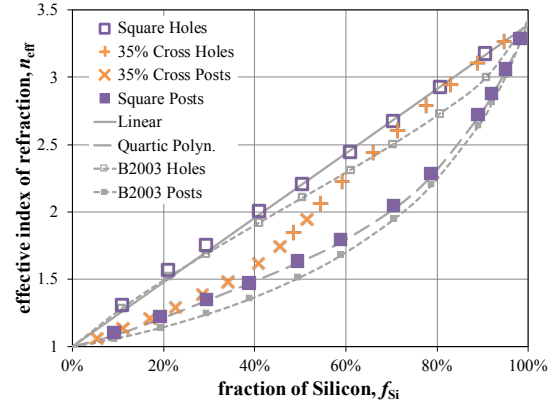 effective index of refraction, n_eff
3.5
3
2.5
2
1.5
1
Square Holes
35% Cross Holes
35% Cross Posts
Square Posts
Linear
Quartic Polyn.
B2003 Holes
B2003 Posts
0% 20% 40% 60% 80% 100%
fraction of Silicon, f_Si